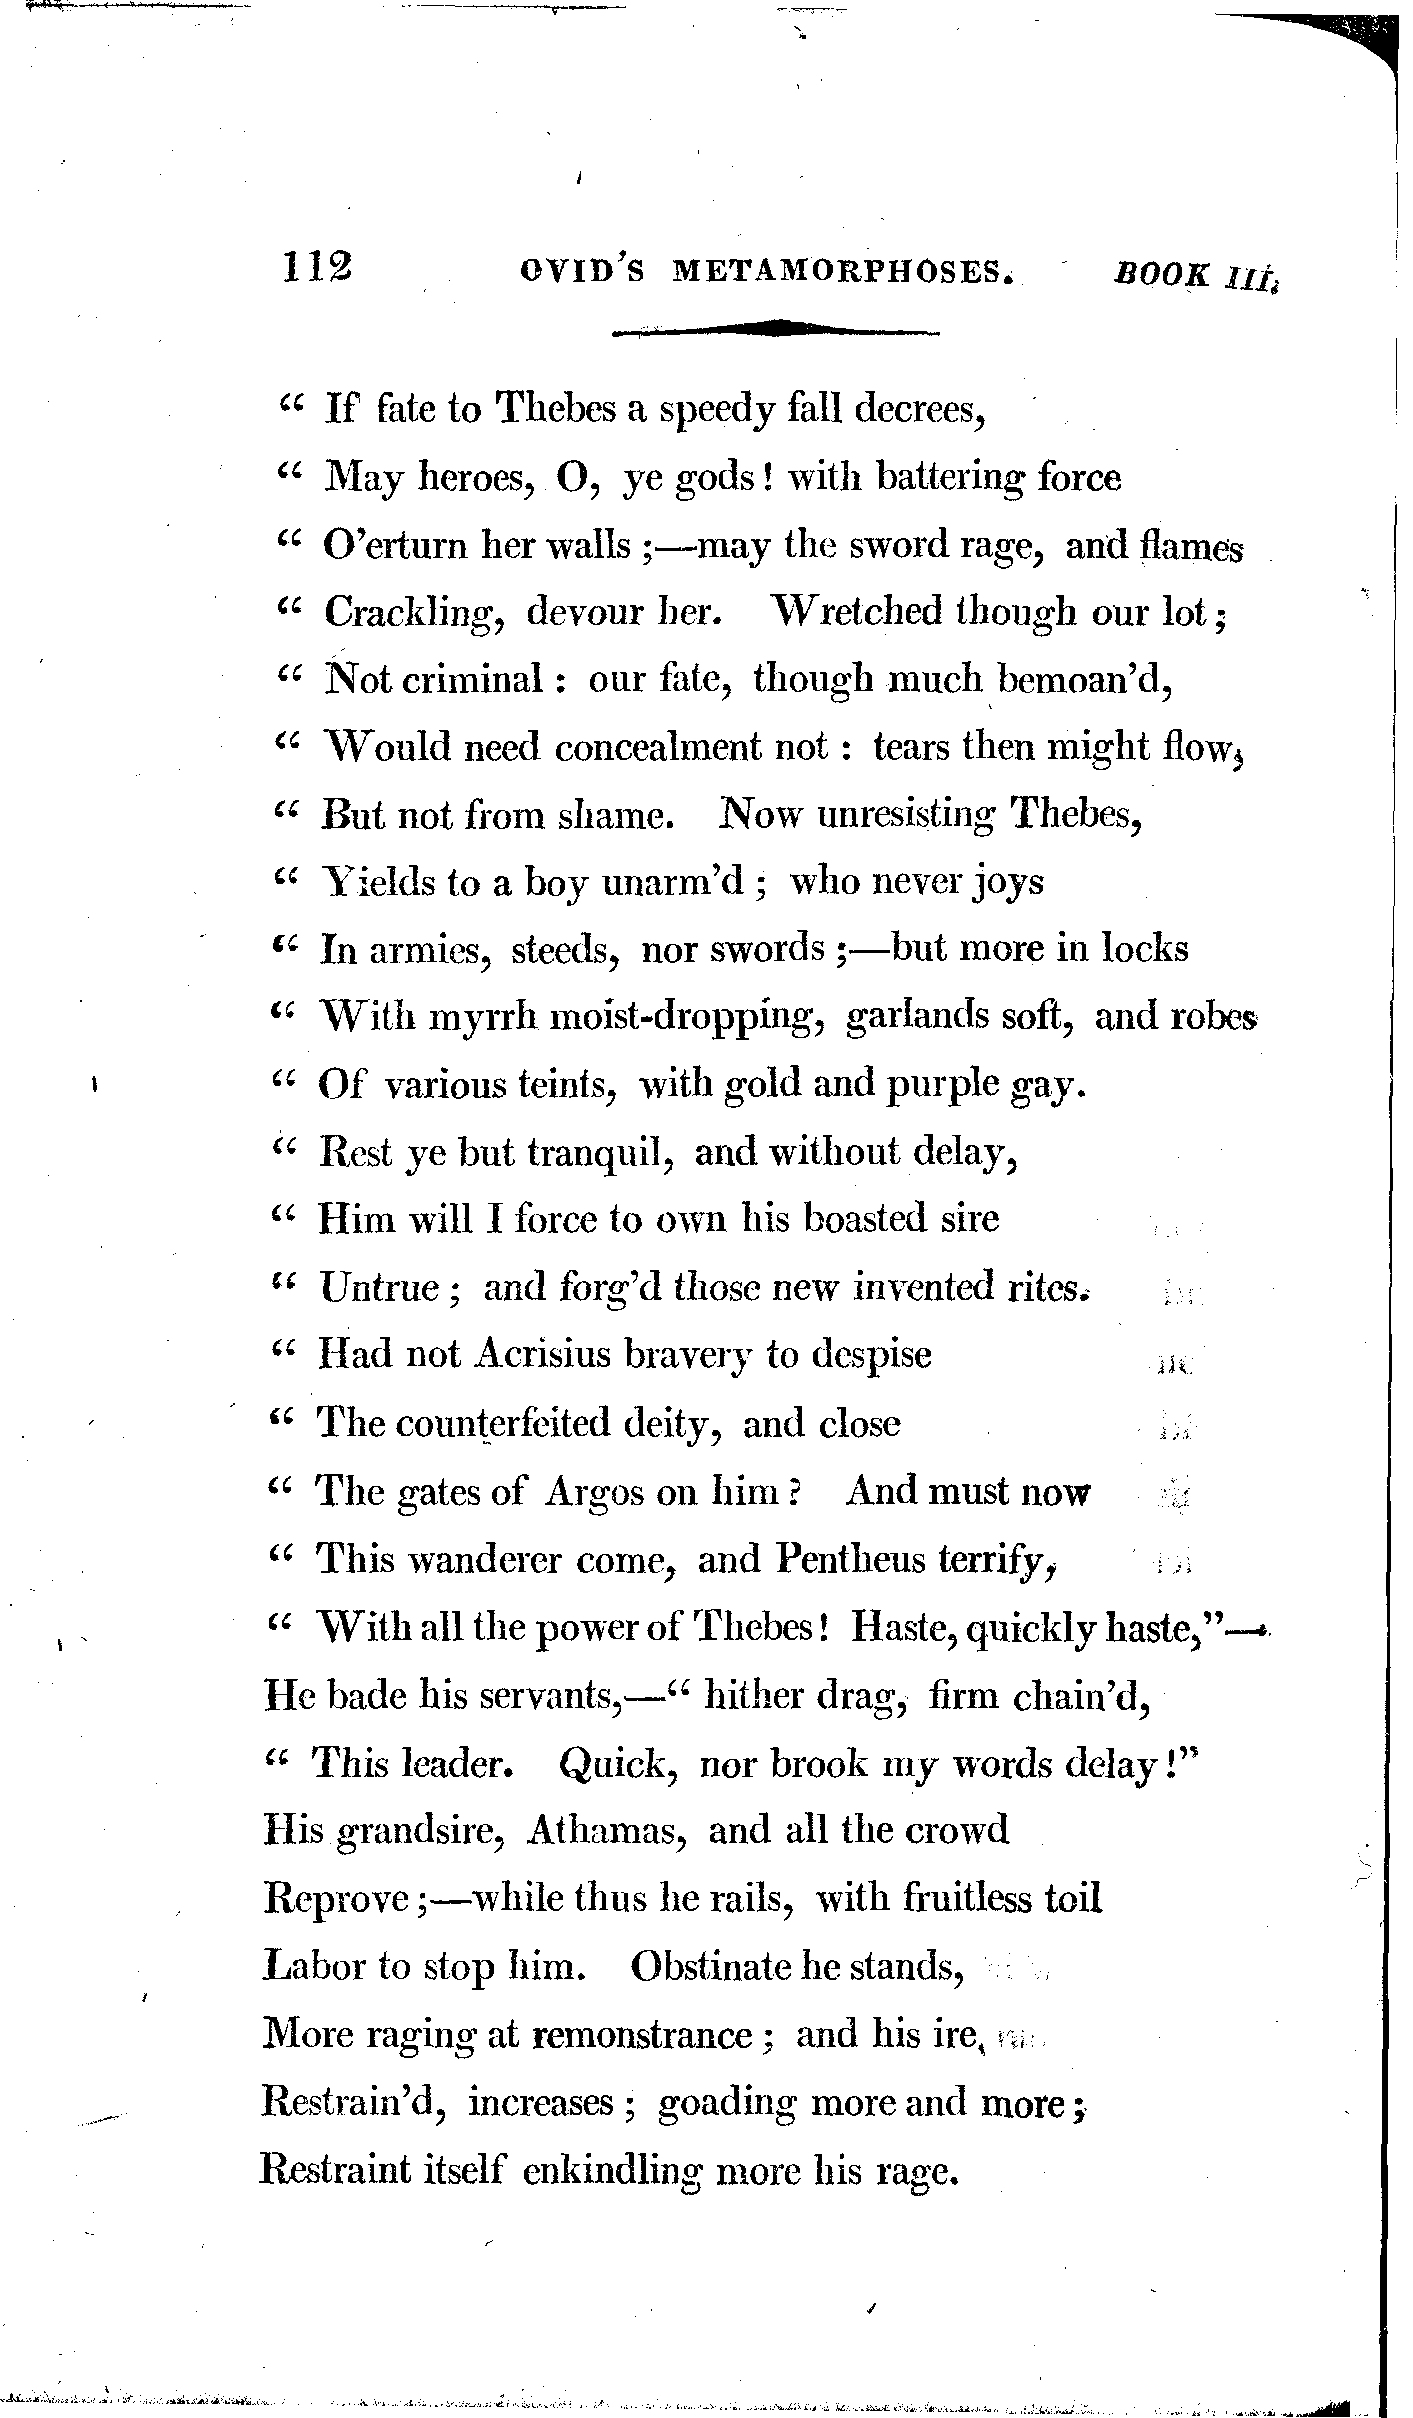 112 OVID'S METAMORPHOSES. BOOK III.
“ If fate to Thebes a speedy fall decrees,
“ May heroes, O, ye gods! with battering force
“ O'erturn her walls ;—may the sword rage, and flames
“ Crackling, devour her. Wretched though our lot ;
“ Not criminal : our fate, though much bemoan'd,
“ Would need concealment not : tears then might flow,
“ But not from shame. Now unresisting Thebes,
“ Yields to a boy unarm'd ; who never joys
“ In armies, steeds, nor swords ;—but more in locks
“ With myrrh moist-dropping, garlands soft, and robes
“ Of various teints, with gold and purple gay.
“ Rest ye but tranquil, and without delay,
“ Him will I force to own his boasted sire
“ Untrue ; and forg'd those new invented rites.
“ Had not Acrisius bravery to despise
“ The counterfeited deity, and close
“ The gates of Argos on him ? And must now
“ This wanderer come, and Pentheus terrify,
“ With all the power of Thebes! Haste, quickly haste,”—
He bade his servants,—“ hither drag, firm chain'd,
“ This leader. Quick, nor brook my words delay !”
His grandsire, Athamas, and all the crowd
Reprove ;—while thus he rails, with fruitless toil
Labor to stop him. Obstinate he stands,
More raging at remonstrance ; and his ire,
Restrain'd, increases ; goading more and more ;
Restraint itself enkindling more his rage.